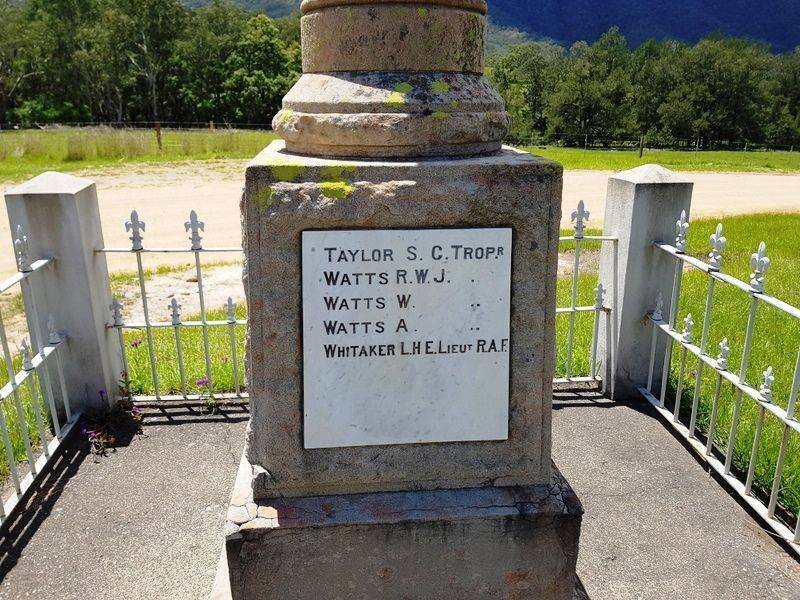 TAYLOR S. C. TROPR
WATTS R.W.J. "
WATTS W. "
WATTS A. "
WHITAKER L.H E. LIEUT R.A.F.